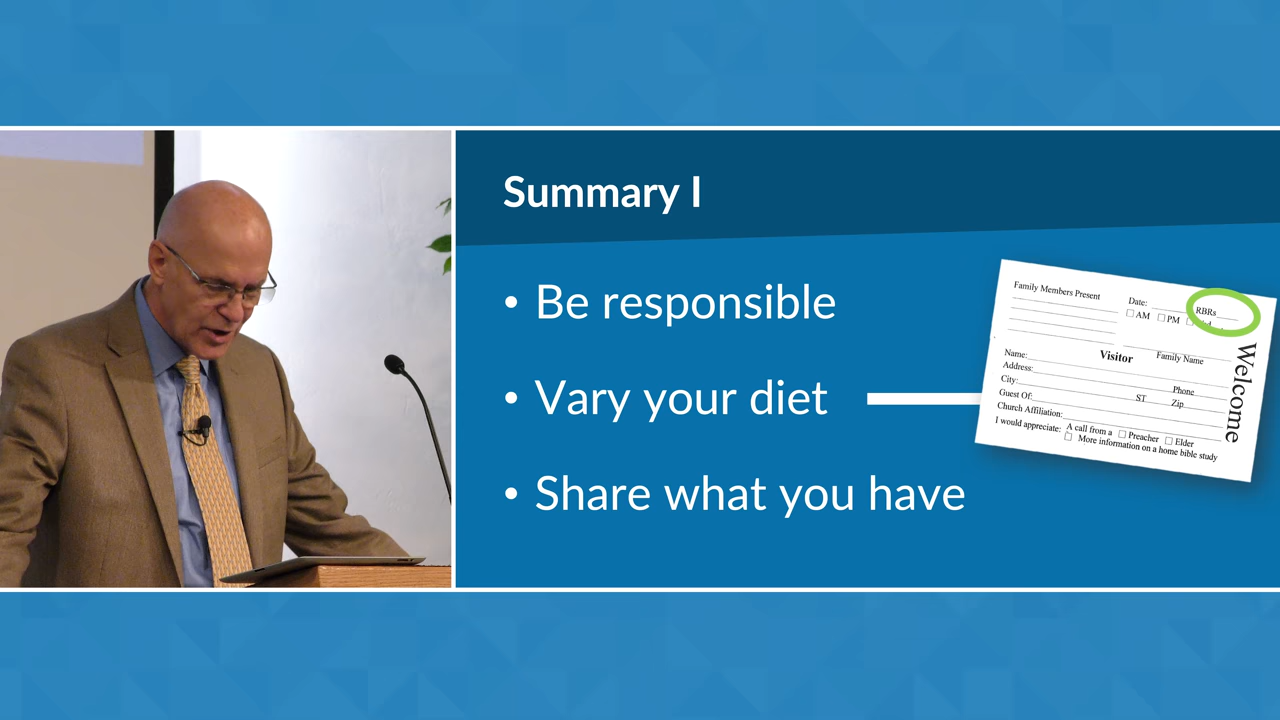 Summary I
• Be responsible
• Vary your diet
• Share what you have
Family Members Present
Date:
RBRs
☐ AM ☐ PM ☐
Visitor
Family Name
Name:
Address:
Phone
City:
ST
Zip
Guest Of:
Church Affiliation:
I would appreciate: A call from a ☐ Preacher ☐ Elder
☐ More information on a home bible study
Welcome